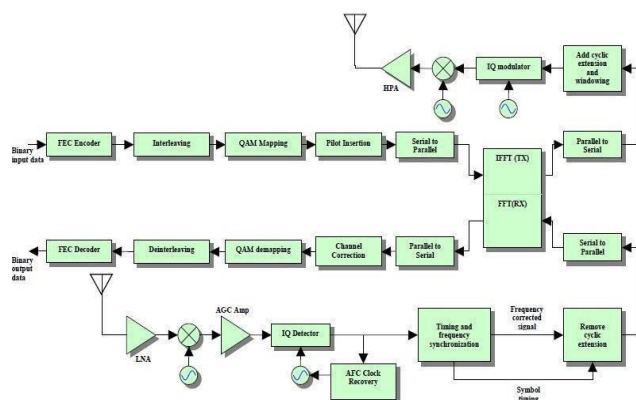 HPA
IQ modulator
Add cyclic
extension
and
windowing
Binary
input data
FEC Encoder
Interleaving
QAM Mapping
Pilot Insertion
Serial to
Parallel
IFFT (TX)
FFT(RX)
Parallel to
Serial
Binary
output
data
FEC Decoder
Deinterleaving
QAM demapping
Channel
Correction
Parallel to
Serial
Serial to
Parallel
LNA
AGC Amp
IQ Detector
AFC Clock
Recovery
Timing and
frequency
synchronization
Frequency
corrected
signal
Remove
cyclic
extension
Symbol
timing